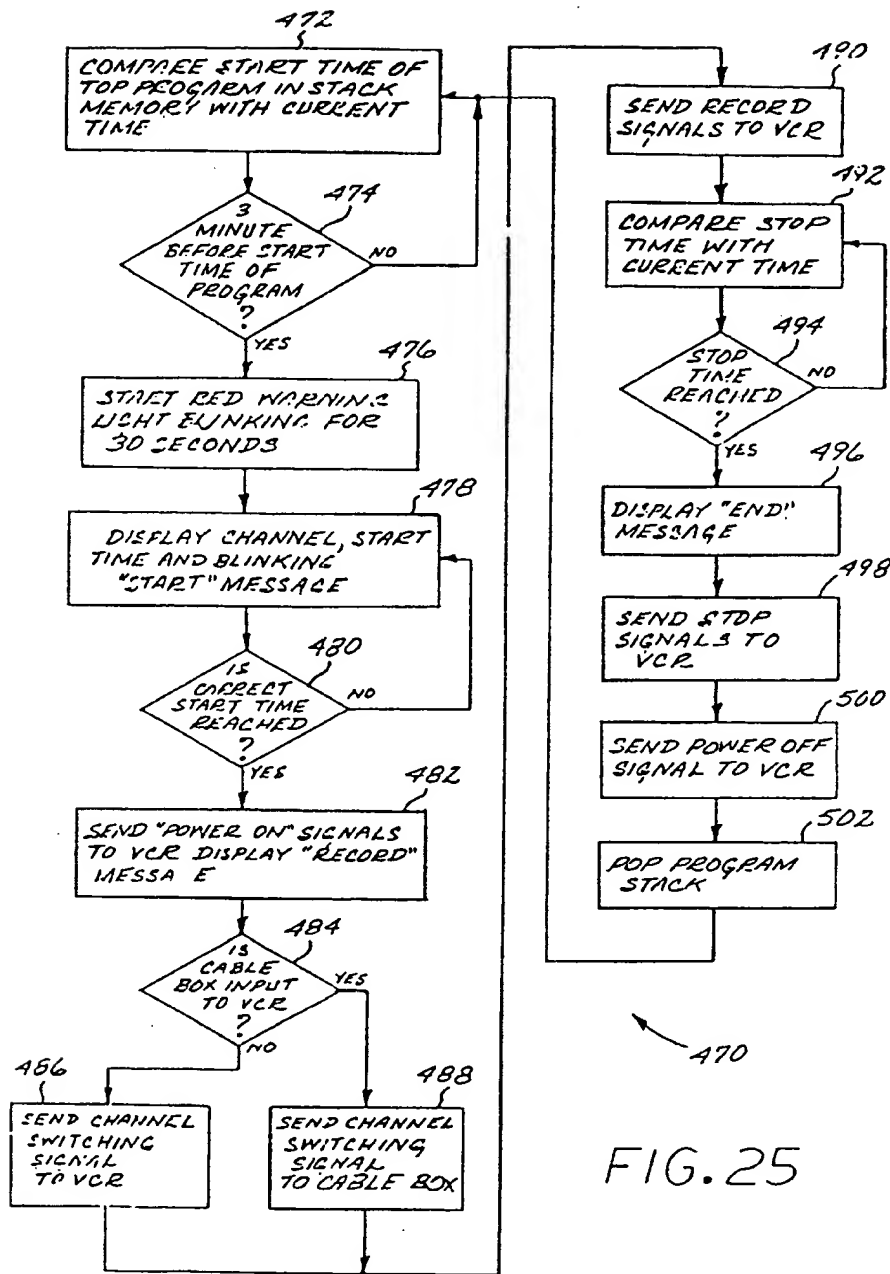 472
COMPARE START TIME OF
TOP PROGARM IN STACK
MEMORY WITH CURRENT
TIME
474
3
MINUTE
BEFORE START
TIME OF
PROGRAM
?
NO
YES
476
START RED WARNING
LIGHT BLINKING FOR
30 SECONDS
478
DISPLAY CHANNEL, START
TIME AND BLINKING
"START" MESSAGE
480
IS
CORRECT
START TIME
REACHED
?
NO
YES
482
SEND "POWER ON" SIGNALS
TO VCR DISPLAY "RECORD"
MESSA E
484
IS
CABLE
BOX INPUT
TO VCR
?
YES
NO
486
SEND CHANNEL
SWITCHING
SIGNAL
TO VCR
488
SEND CHANNEL
SWITCHING
SIGNAL
TO CABLE BOX
490
SEND RECORD
SIGNALS TO VCR
492
COMPARE STOP
TIME WITH
CURRENT TIME
494
STOP
TIME
REACHED
?
NO
YES
496
DISPLAY "END"
MESSAGE
498
SEND STOP
SIGNALS TO
VCR
500
SEND POWER OFF
SIGNAL TO VCR
502
POP PROGRAM
STACK
470
FIG. 25